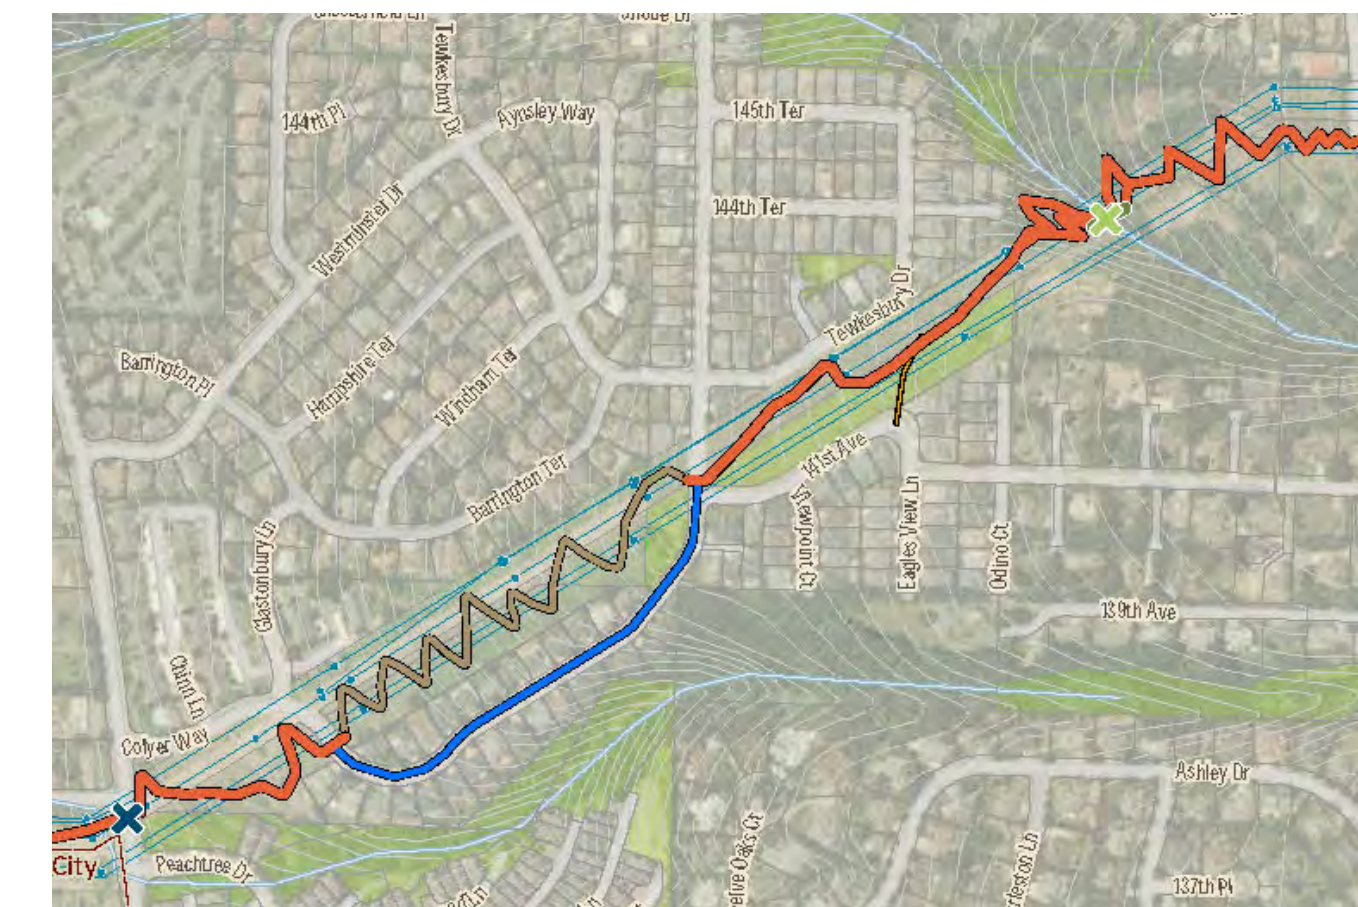 Tewkesbury Dr
144th Pl
Aynsley Way
145th Ter
Westminster Dr
144th Ter
Tewkesbury Dr
Barrington Pl
Hampshire Ter
Windham Ter
141st Ave
Barrington Ter
Viewpoint Ct
Eagles View Ln
Odino Ct
Glastonbury Ln
139th Ave
Chinn Ln
Colyer Way
Ashley Dr
City
Peachtree Dr
137th Pl